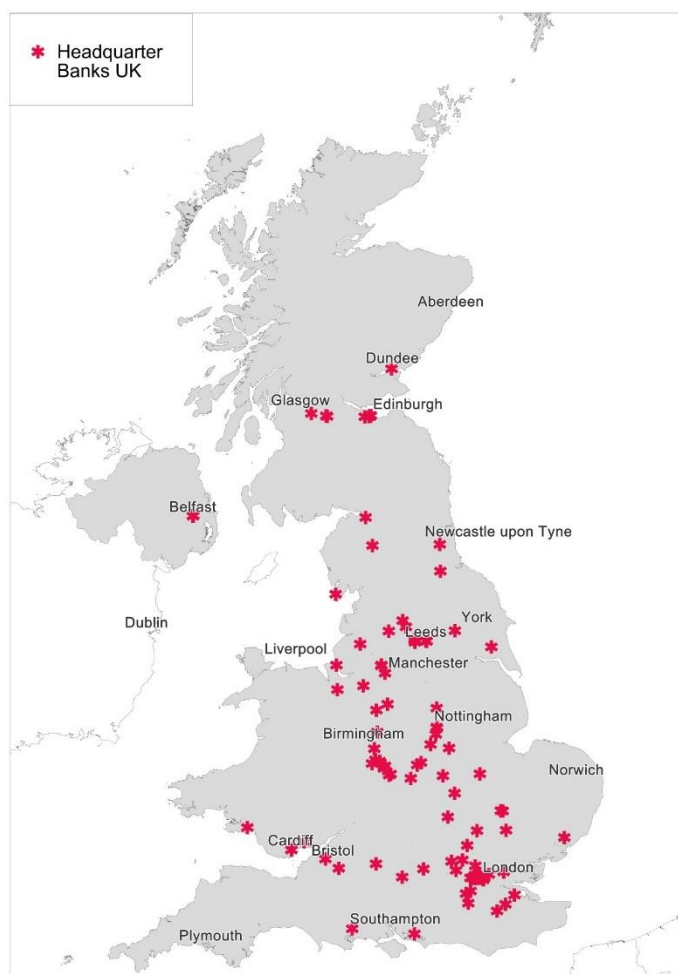 Headquarter
Banks UK
Aberdeen
Dundee
Glasgow
Edinburgh
Belfast
Newcastle upon Tyne
Dublin
York
Leeds
Liverpool
Manchester
Nottingham
Birmingham
Norwich
Cardiff
Bristol
London
Southampton
Plymouth